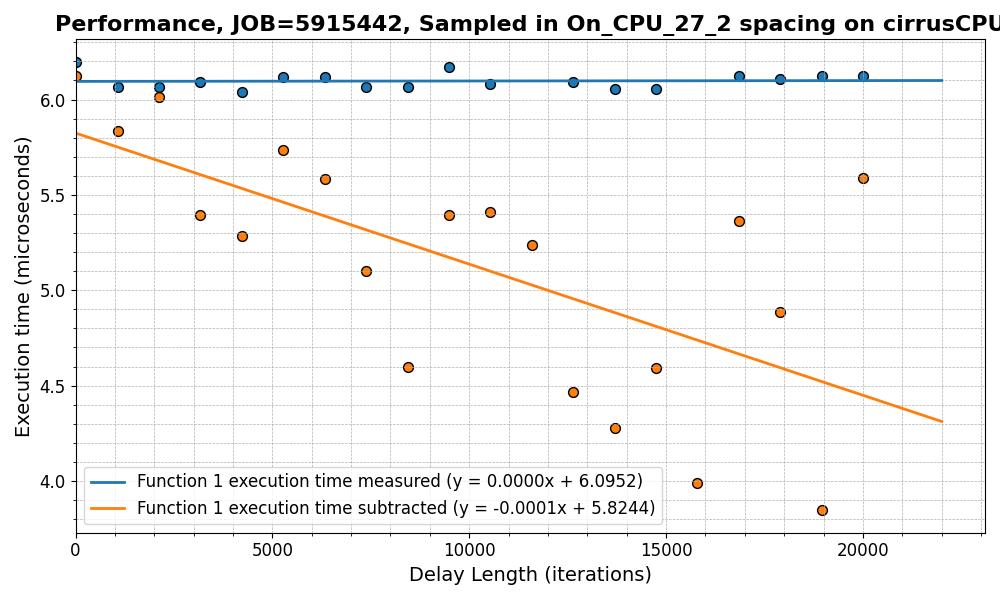 Performance, JOB=5915442, Sampled in On_CPU_27_2 spacing on cirrusCPU
Execution time (microseconds)
6.0
5.5
5.0
4.5
4.0
Function 1 execution time measured (y = 0.0000x + 6.0952)
Function 1 execution time subtracted (y = -0.0001x + 5.8244)
0 5000 10000 15000 20000
Delay Length (iterations)